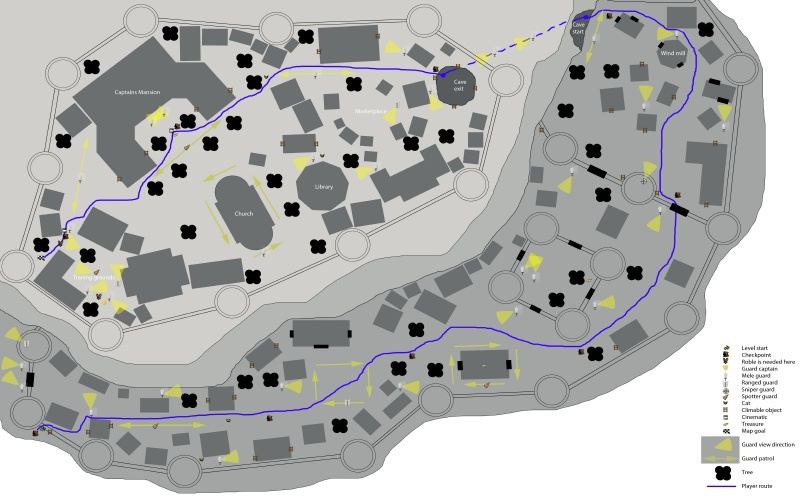 Cave
start
Wind mill
Captains Mansion
Cave
exit
Marketplace
Library
Church
Training grounds
Level start
Checkpoint
Roble is needed here
Guard captain
Mele guard
Ranged guard
Sniper guard
Spotter guard
Cat
Climable object
Cinematic
Treasure
Map goal
Guard view direction
Guard patrol
Tree
Player route